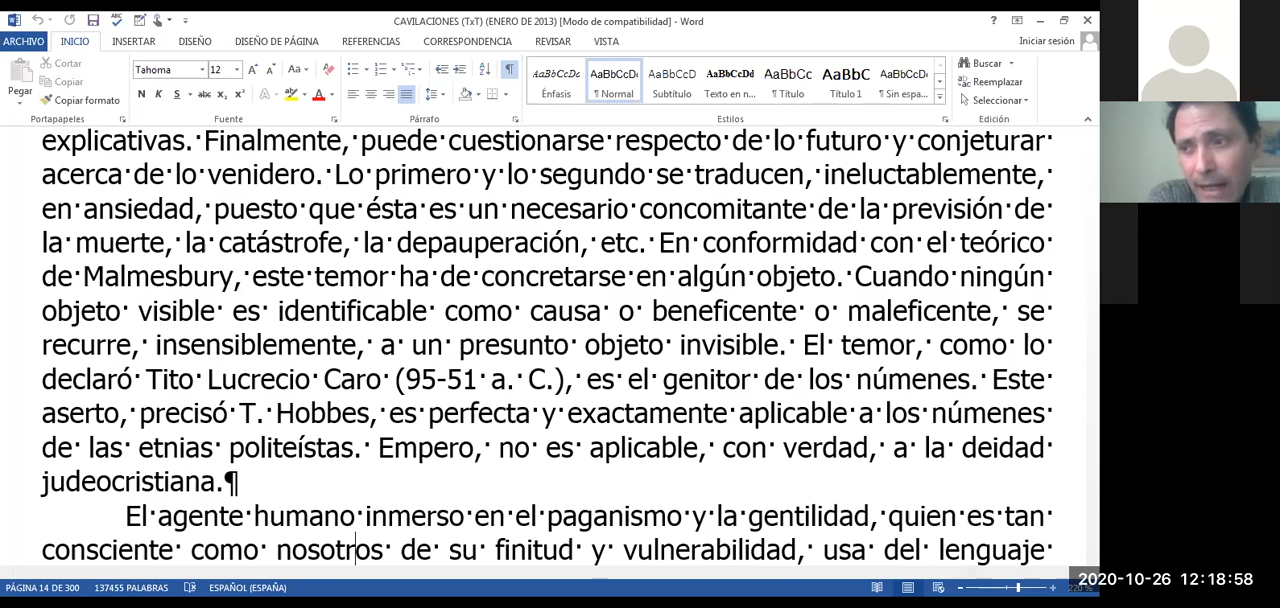 CAVILACIONES (TxT) (ENERO DE 2013) [Modo de compatibilidad] - Word
ARCHIVO INICIO INSERTAR DISEÑO DISEÑO DE PÁGINA REFERENCIAS CORRESPONDENCIA REVISAR VISTA Iniciar sesión
Pegar
Cortar
Copiar
Copiar formato
Portapapeles
Tahoma 12
N K S abc x₂ x²
Fuente
Párrafo
AaBbCcDc AaBbCcDc AaBbCcD AaBbCcDd AaBbCc AaBbC AaBbCcDc
Énfasis ¶ Normal Subtítulo Texto en n... ¶ Título Título 1 ¶ Sin espa...
Estilos
Buscar
Reemplazar
Seleccionar
Edición
explicativas. Finalmente, puede cuestionarse respecto de lo futuro y conjeturar
acerca de lo venidero. Lo primero y lo segundo se traducen, ineluctablemente,
en ansiedad, puesto que ésta es un necesario concomitante de la previsión de
la muerte, la catástrofe, la depauperación, etc. En conformidad con el teórico
de Malmesbury, este temor ha de concretarse en algún objeto. Cuando ningún
objeto visible es identificable como causa o beneficente o maleficente, se
recurre, insensiblemente, a un presunto objeto invisible. El temor, como lo
declaró Tito Lucrecio Caro (95-51 a. C.), es el genitor de los númenes. Este
aserto, precisó T. Hobbes, es perfecta y exactamente aplicable a los númenes
de las etnias politeístas. Empero, no es aplicable, con verdad, a la deidad
judeocristiana.¶
El agente humano inmerso en el paganismo y la gentilidad, quien es tan
consciente como nosotros de su finitud y vulnerabilidad, usa del lenguaje
PÁGINA 14 DE 300 137455 PALABRAS ESPAÑOL (ESPAÑA) 220 %
2020-10-26 12:18:58